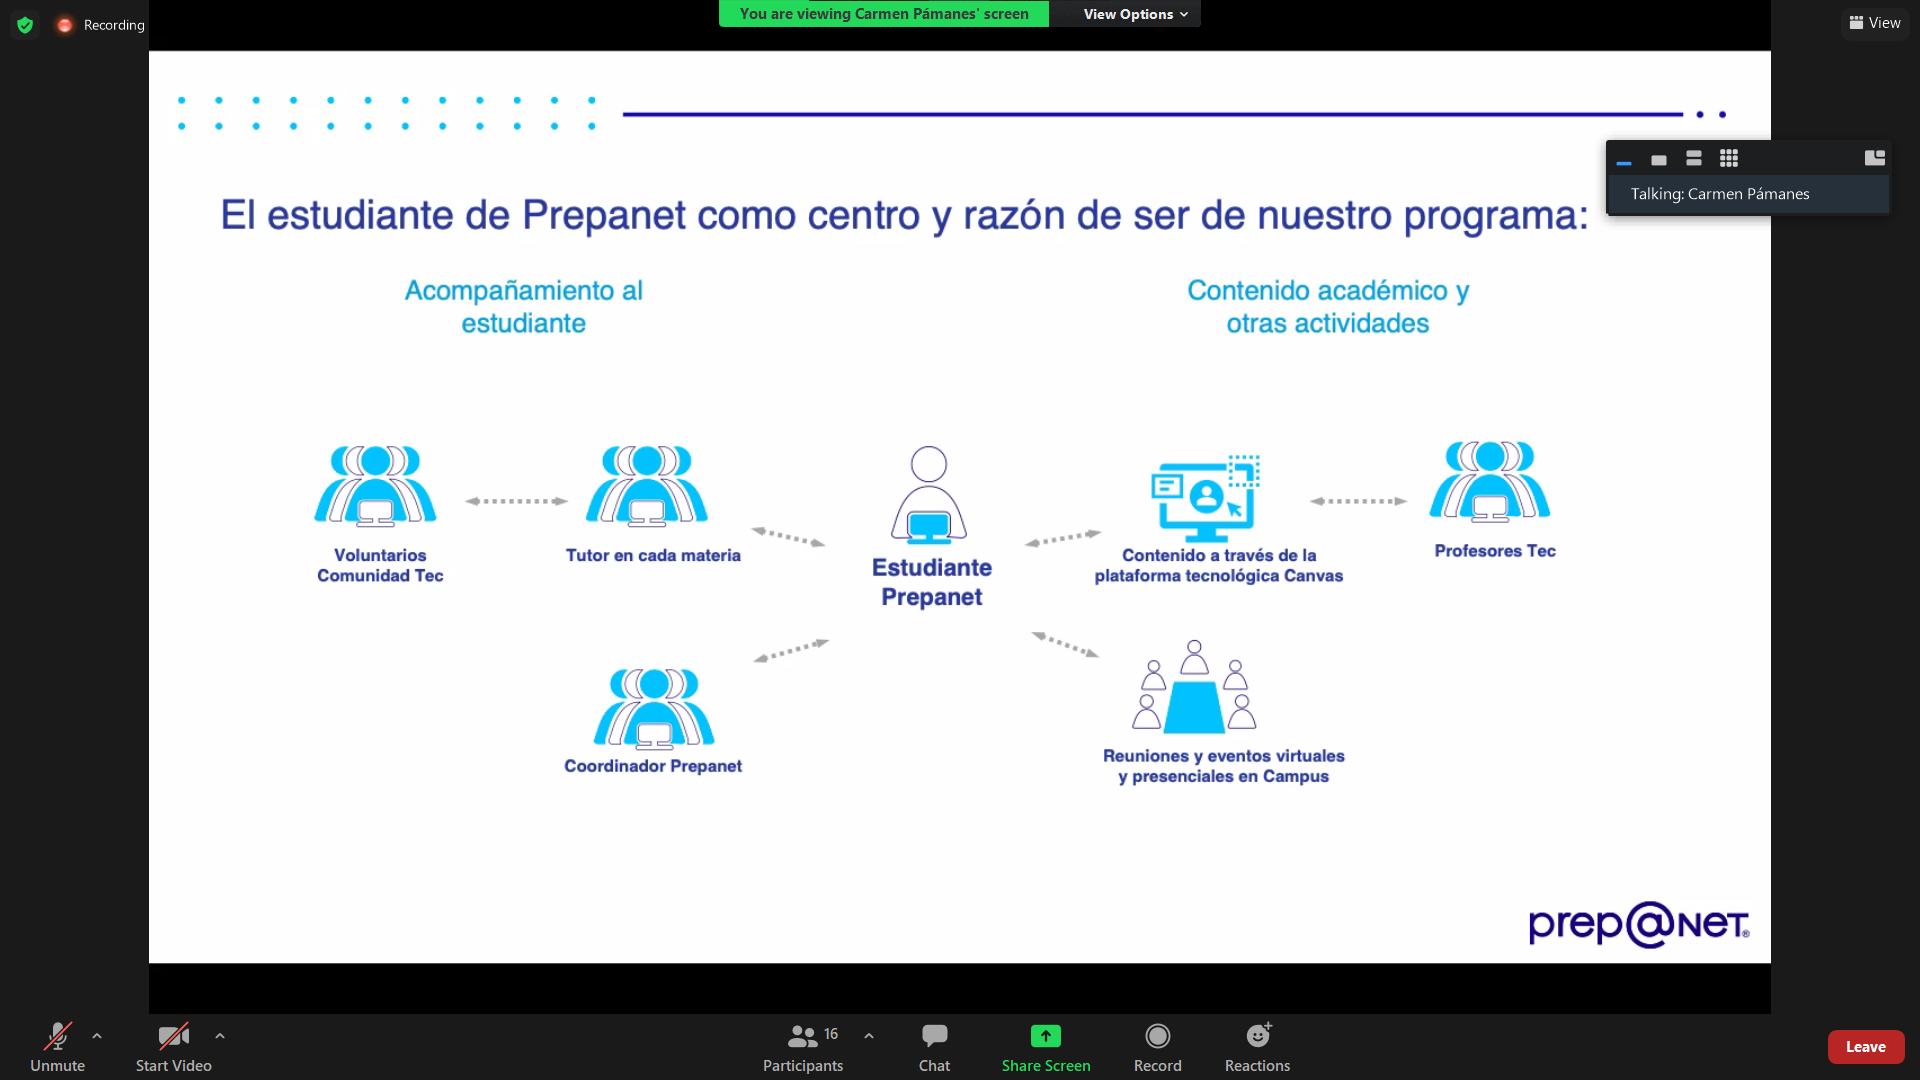 Recording
You are viewing Carmen Pámanes' screen
View Options
View
Talking: Carmen Pámanes
El estudiante de Prepanet como centro y razón de ser de nuestro programa:
Acompañamiento al
estudiante
Contenido académico y
otras actividades
Voluntarios
Comunidad Tec
Tutor en cada materia
Estudiante
Prepanet
Contenido a través de la
plataforma tecnológica Canvas
Profesores Tec
Coordinador Prepanet
Reuniones y eventos virtuales
y presenciales en Campus
prep@NET®
Unmute
Start Video
16
Participants
Chat
Share Screen
Record
Reactions
Leave